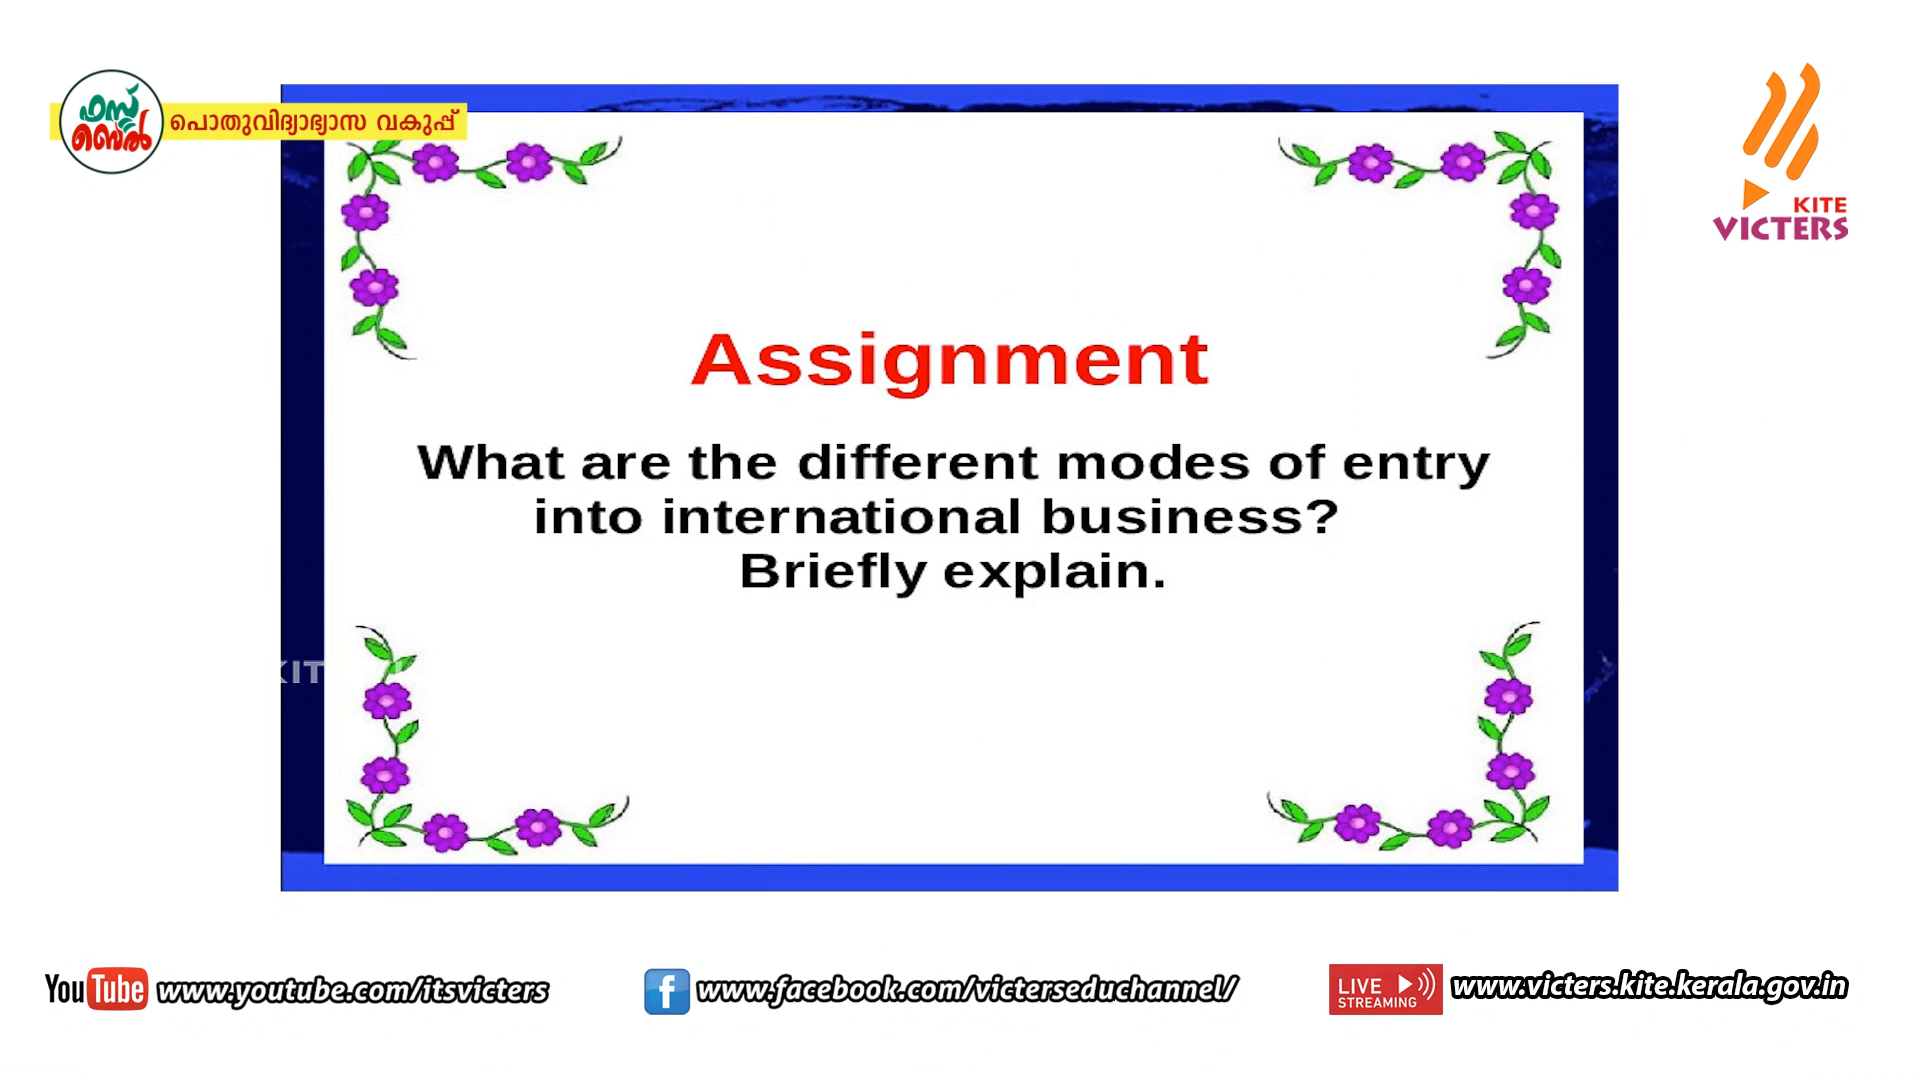 ഫസ്റ്റ്
ബെൽ
പൊതുവിദ്യാഭ്യാസ വകുപ്പ്
KITE
VICTERS
Assignment
What are the different modes of entry
into international business?
Briefly explain.
KIT
YouTube www.youtube.com/itsvicters
f www.facebook.com/victerseduchannel/
LIVE
STREAMING
www.victers.kite.kerala.gov.in